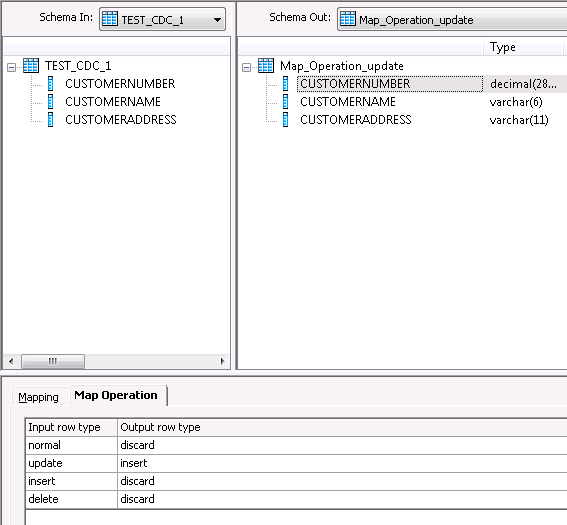 Schema In: TEST_CDC_1 Schema Out: Map_Operation_update
Type
TEST_CDC_1 Map_Operation_update
CUSTOMERNUMBER CUSTOMERNUMBER decimal(28...
CUSTOMERNAME CUSTOMERNAME varchar(6)
CUSTOMERADDRESS CUSTOMERADDRESS varchar(11)
Mapping Map Operation
Input row type Output row type
normal discard
update insert
insert discard
delete discard